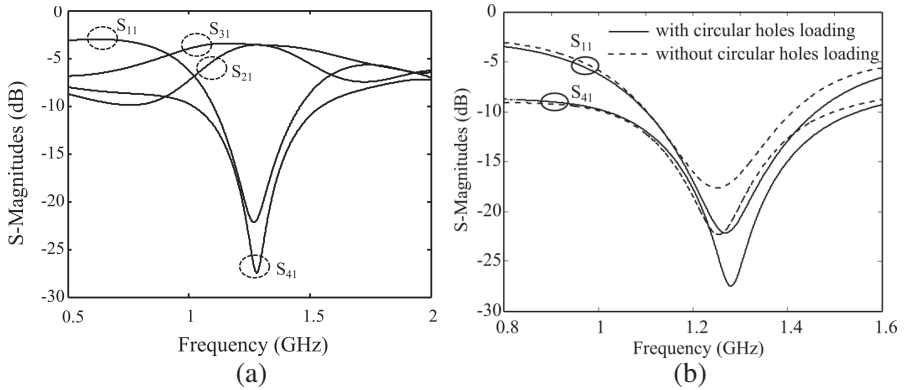 0
-5
-10
-15
-20
-25
-30
S-Magnitudes (dB)
S11
S31
S21
S41
0.5
1
1.5
2
Frequency (GHz)
(a)
0
-5
-10
-15
-20
-25
-30
S-Magnitudes (dB)
with circular holes loading
without circular holes loading
S11
S41
0.8
1
1.2
1.4
1.6
Frequency (GHz)
(b)